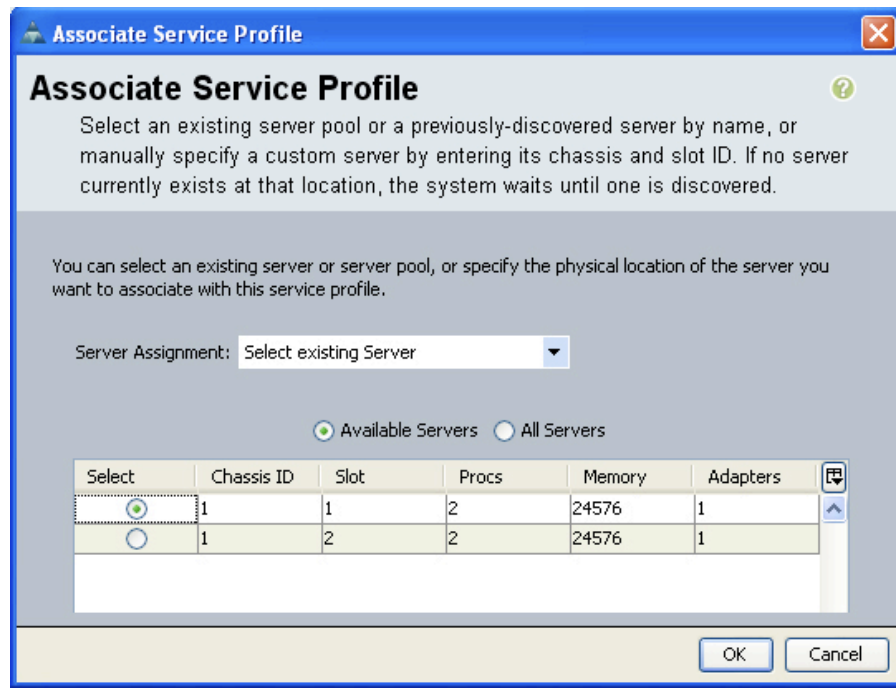 Associate Service Profile
Associate Service Profile
Select an existing server pool or a previously-discovered server by name, or
manually specify a custom server by entering its chassis and slot ID. If no server
currently exists at that location, the system waits until one is discovered.
You can select an existing server or server pool, or specify the physical location of the server you
want to associate with this service profile.
Server Assignment: Select existing Server
Available Servers All Servers
Select Chassis ID Slot Procs Memory Adapters
1 1 2 24576 1
1 2 2 24576 1
OK Cancel